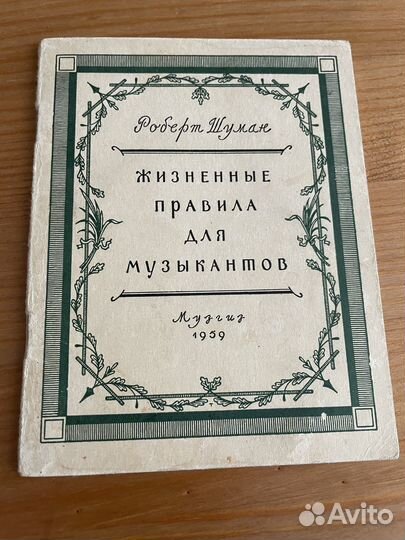 Роберт Шуман
ЖИЗНЕННЫЕ
ПРАВИЛА
ДЛЯ
МУЗЫКАНТОВ
Музгиз
1959
Avito